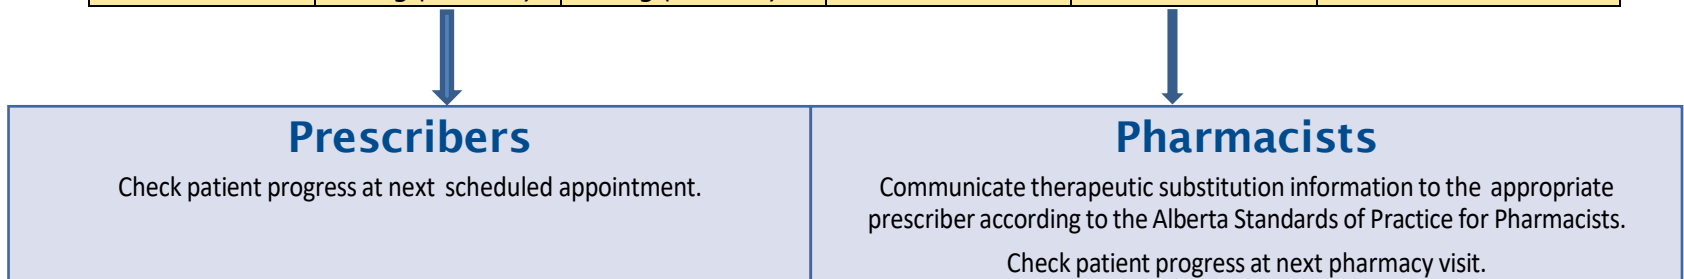 Prescribers
Check patient progress at next scheduled appointment.
Pharmacists
Communicate therapeutic substitution information to the appropriate
prescriber according to the Alberta Standards of Practice for Pharmacists.
Check patient progress at next pharmacy visit.